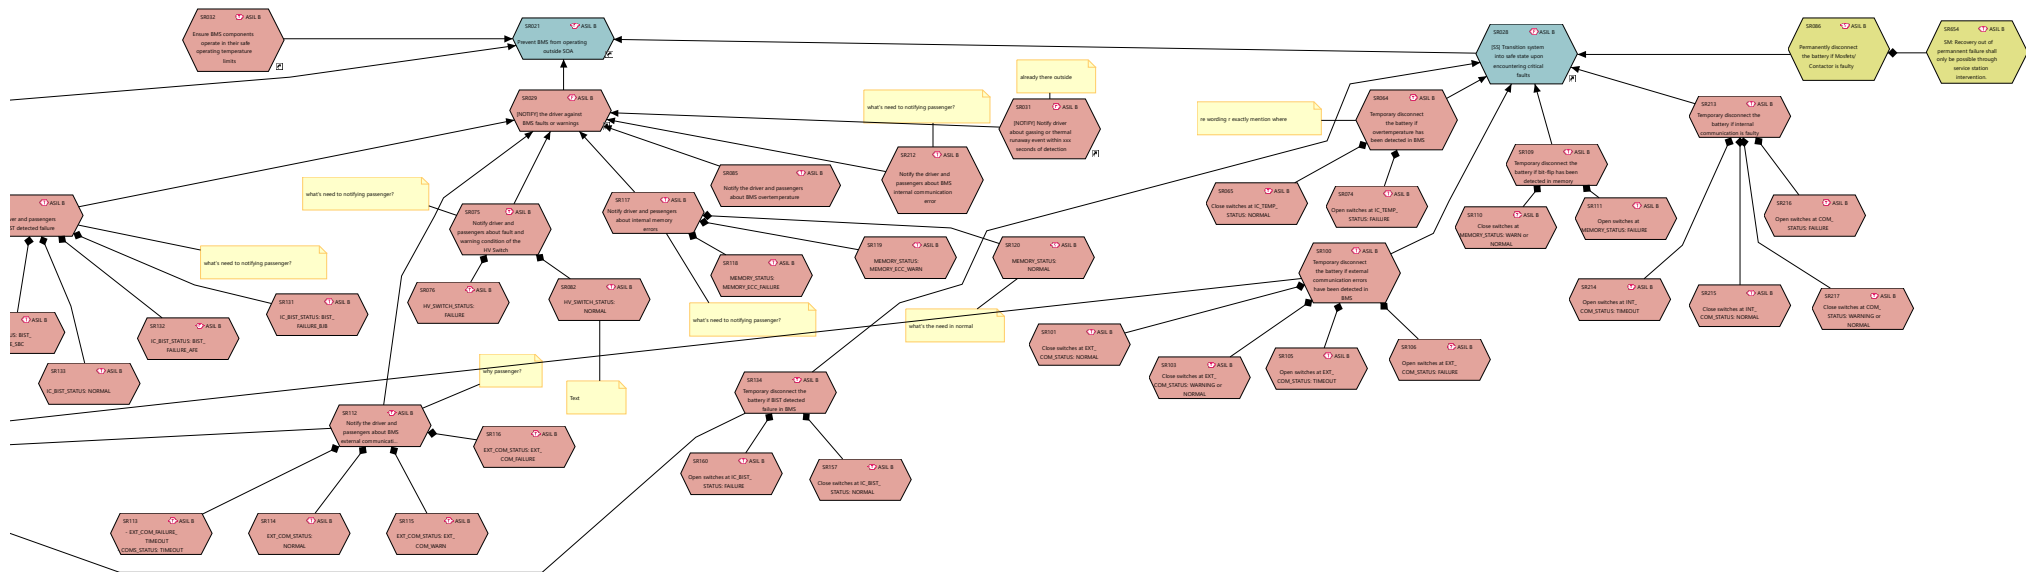 SR032 ASIL B
Ensure BMS components
operate in their safe
operating temperature
limits
SR021 ASIL B
Prevent BMS from operating
outside SOA
SR028 ASIL B
[SS] Transition system
into safe state upon
encountering critical
faults
SR086 ASIL B
Permanently disconnect
the battery if Mosfets/
Contactor is faulty
SR054 ASIL B
SM: Recovery out of
permannent failure shall
only be possible through
service station
intervention.
already there outside
what's need to notifying passenger?
SR029 ASIL B
[NOTIFY] the driver against
BMS faults or warnings
SR031 ASIL B
[NOTIFY] Notify driver
about gassing or thermal
runaway event within xxx
seconds of detection
re wording r exactly mention where
SR064 ASIL B
Temporary disconnect
the battery if
overtemperature has
been detected in BMS
SR213 ASIL B
Temporary disconnect the
battery if internal
communication is faulty
SR212 ASIL B
Notify the driver and
passengers about BMS
internal communication
error
SR085 ASIL B
Notify the driver and passengers
about BMS overtemperature
SR109 ASIL B
Temporary disconnect the
battery if bit-flip has been
detected in memory
what's need to notifying passenger?
SR117 ASIL B
Notify driver and pessengers
about internal memory
errors
SR065 ASIL B
Close switches at IC_TEMP_
STATUS: NORMAL
SR074 ASIL B
Open switches at IC_TEMP_
STATUS: FAILURE
SR110 ASIL B
Close switches at
MEMORY_STATUS: WARN or
NORMAL
SR111 ASIL B
Open switches at
MEMORY_STATUS: FAILURE
SR216 ASIL B
Open switches at COM_
STATUS: FAILURE
ASIL B
er and passengers
ST detected failure
SR075 ASIL B
Notify driver and
passengers about fault and
warning condition of the
HV Switch
what's need to notifying passenger?
SR118 ASIL B
MEMORY_STATUS:
MEMORY_ECC_FAILURE
SR119 ASIL B
MEMORY_STATUS:
MEMORY_ECC_WARN
SR120 ASIL B
MEMORY_STATUS:
NORMAL
SR100 ASIL B
Temporary disconnect
the battery if external
communication errors
have been detected in
BMS
SR214 ASIL B
Open switches at INT_
COM_STATUS: TIMEOUT
SR215 ASIL B
Close switches at INT_
COM_STATUS: NORMAL
SR217 ASIL B
Close switches at COM_
STATUS: WARNING or
NORMAL
SR076 ASIL B
HV_SWITCH_STATUS:
FAILURE
SR082 ASIL B
HV_SWITCH_STATUS:
NORMAL
what's need to notifying passenger?
what's the need in normal
SR131 ASIL B
IC_BIST_STATUS: BIST_
FAILURE_BJB
ASIL B
US: BIST_
E_SBC
SR132 ASIL B
IC_BIST_STATUS: BIST_
FAILURE_AFE
SR133 ASIL B
IC_BIST_STATUS: NORMAL
SR101 ASIL B
Close switches at EXT_
COM_STATUS: NORMAL
SR103 ASIL B
Close switches at EXT_
COM_STATUS: WARNING or
NORMAL
SR105 ASIL B
Open switches at EXT_
COM_STATUS: TIMEOUT
SR106 ASIL B
Open switches at EXT_
COM_STATUS: FAILURE
why passenger?
Text
SR134 ASIL B
Temporary disconnect the
battery if BIST detected
failure in BMS
SR112 ASIL B
Notify the driver and
passengers about BMS
external communicati...
SR116 ASIL B
EXT_COM_STATUS: EXT_
COM_FAILURE
SR160 ASIL B
Open switches at IC_BIST_
STATUS: FAILURE
SR157 ASIL B
Close switches at IC_BIST_
STATUS: NORMAL
SR113 ASIL B
- EXT_COM_FAILURE_
TIMEOUT
COMS_STATUS: TIMEOUT
SR114 ASIL B
EXT_COM_STATUS:
NORMAL
SR115 ASIL B
EXT_COM_STATUS: EXT_
COM_WARN